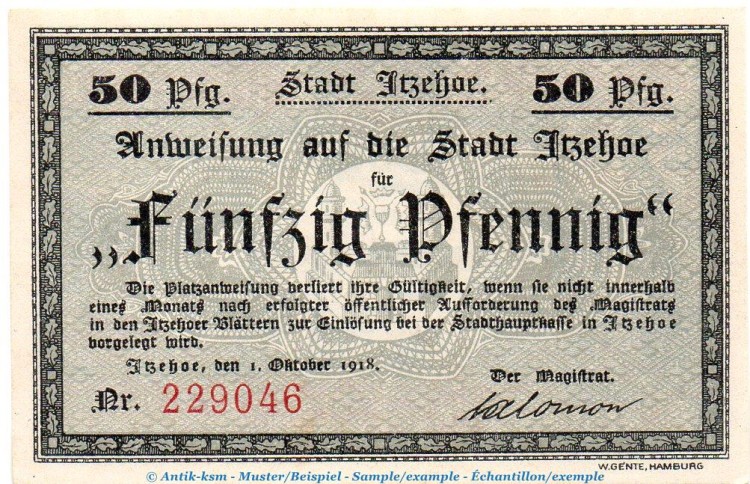 50 Pfg. Stadt Itzehoe. 50 Pfg.
Anweisung auf die Stadt Itzehoe
für
„Fünfzig Pfennig“
Die Platzanweisung verliert ihre Gültigkeit, wenn sie nicht innerhalb
eines Monats nach erfolgter öffentlicher Aufforderung des Magistrats
in den Itzehoer Blättern zur Einlösung bei der Stadthauptkasse in Itzehoe
vorgelegt wird.
Itzehoe, den 1. Oktober 1918.
Der Magistrat.
Nr. 229046
Salomon
W. GENTE, HAMBURG
© Antik-ksm - Muster/Beispiel - Sample/example - Échantillon/exemple